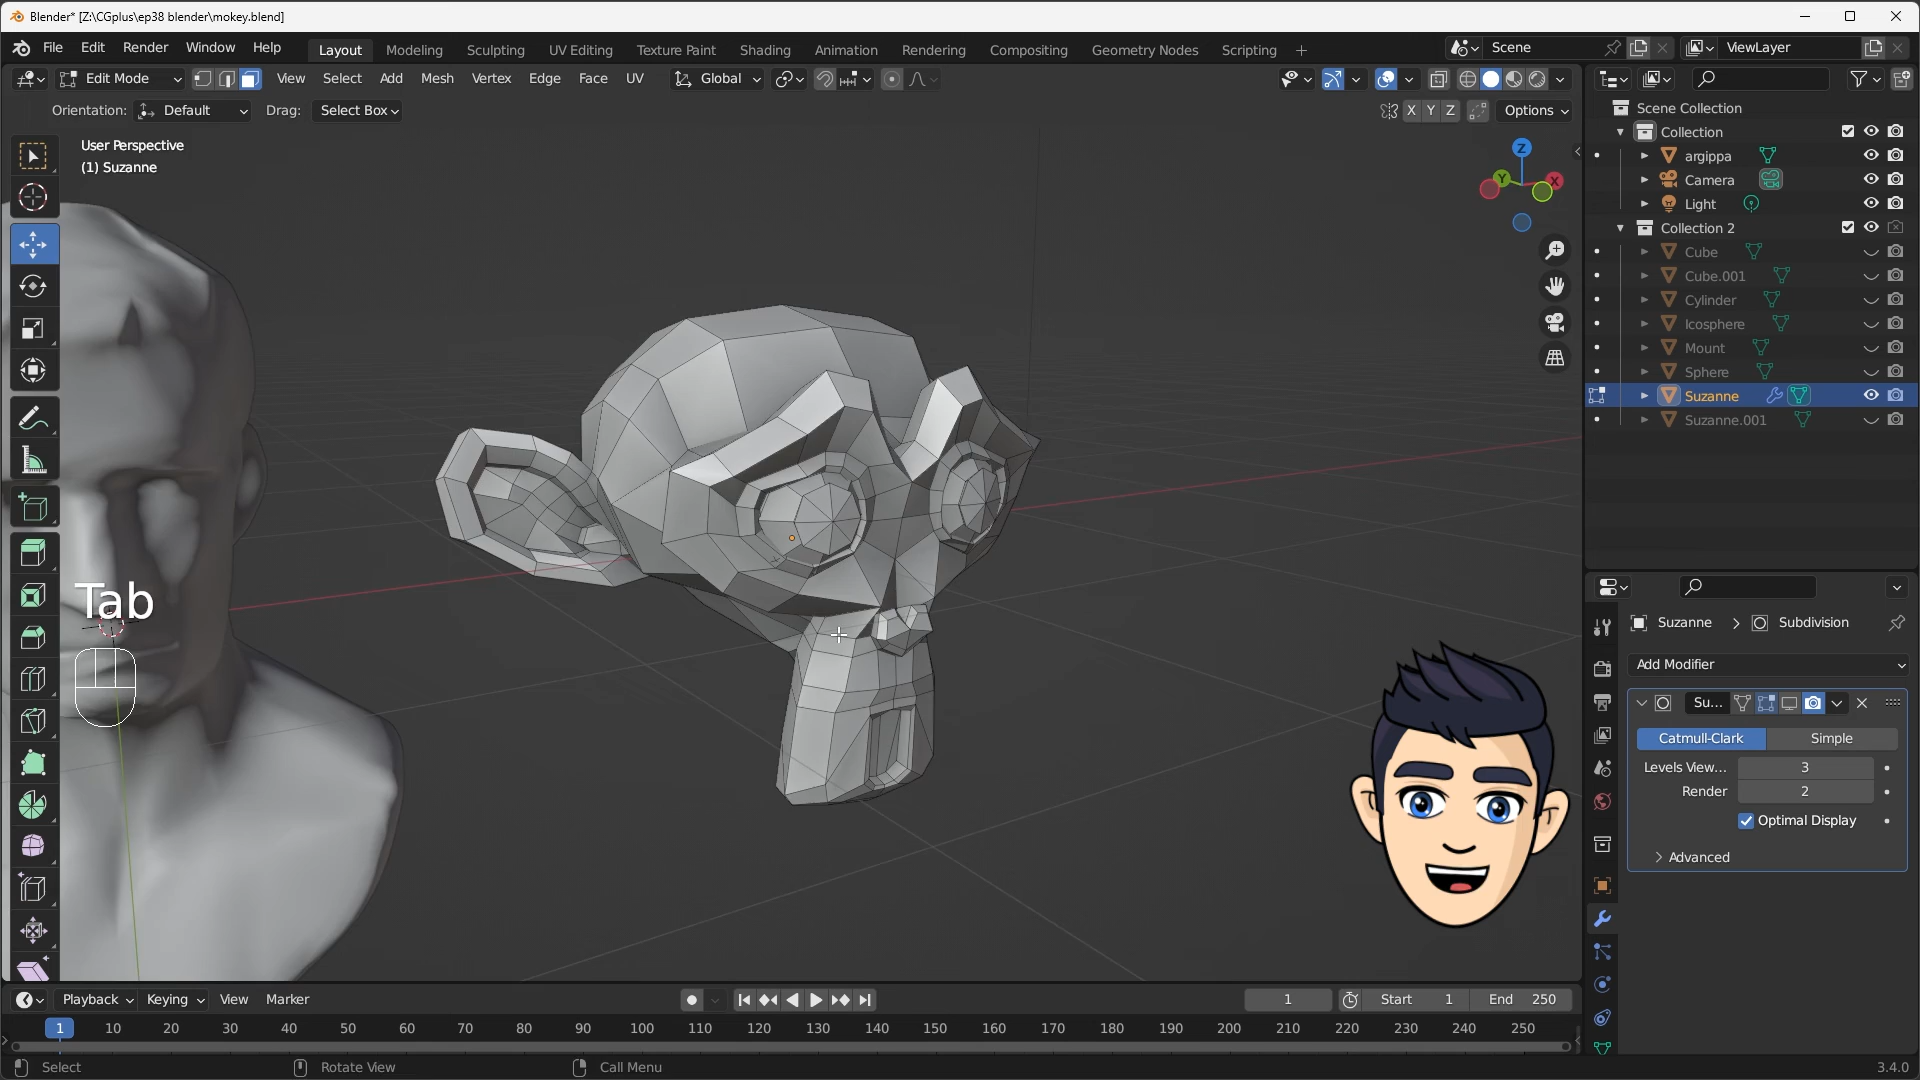 Blender* [Z:\CGplus\ep38 blender\mokey.blend]
File Edit Render Window Help Layout Modeling Sculpting UV Editing Texture Paint Shading Animation Rendering Compositing Geometry Nodes Scripting + Scene ViewLayer
Edit Mode View Select Add Mesh Vertex Edge Face UV Global
Orientation: Default Drag: Select Box X Y Z Options
User Perspective
(1) Suzanne
Z
Y
X
Scene Collection
Collection
argippa
Camera
Light
Collection 2
Cube
Cube.001
Cylinder
Icosphere
Mount
Sphere
Suzanne
Suzanne.001
Tab
Suzanne > Subdivision
Add Modifier
Su...
Catmull-Clark Simple
Levels View... 3
Render 2
Optimal Display
Advanced
Playback Keying View Marker 1 Start 1 End 250
1 10 20 30 40 50 60 70 80 90 100 110 120 130 140 150 160 170 180 190 200 210 220 230 240 250
Select Rotate View Call Menu 3.4.0